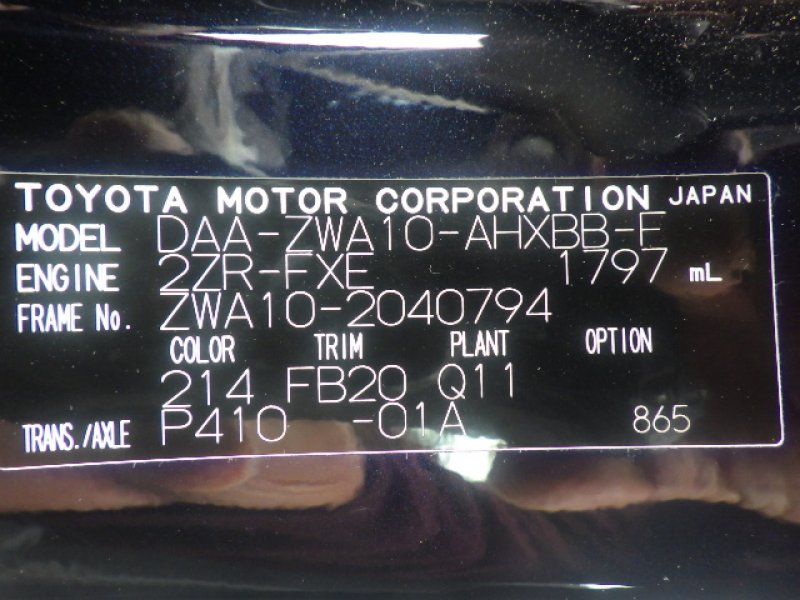 TOYOTA MOTOR CORPORATION JAPAN
MODEL DAA-ZWA10-AHXBB-F
ENGINE 2ZR-FXE 1797 mL
FRAME No. ZWA10-2040794
COLOR TRIM PLANT OPTION
214 FB20 Q11
TRANS./AXLE P410 -01A 865